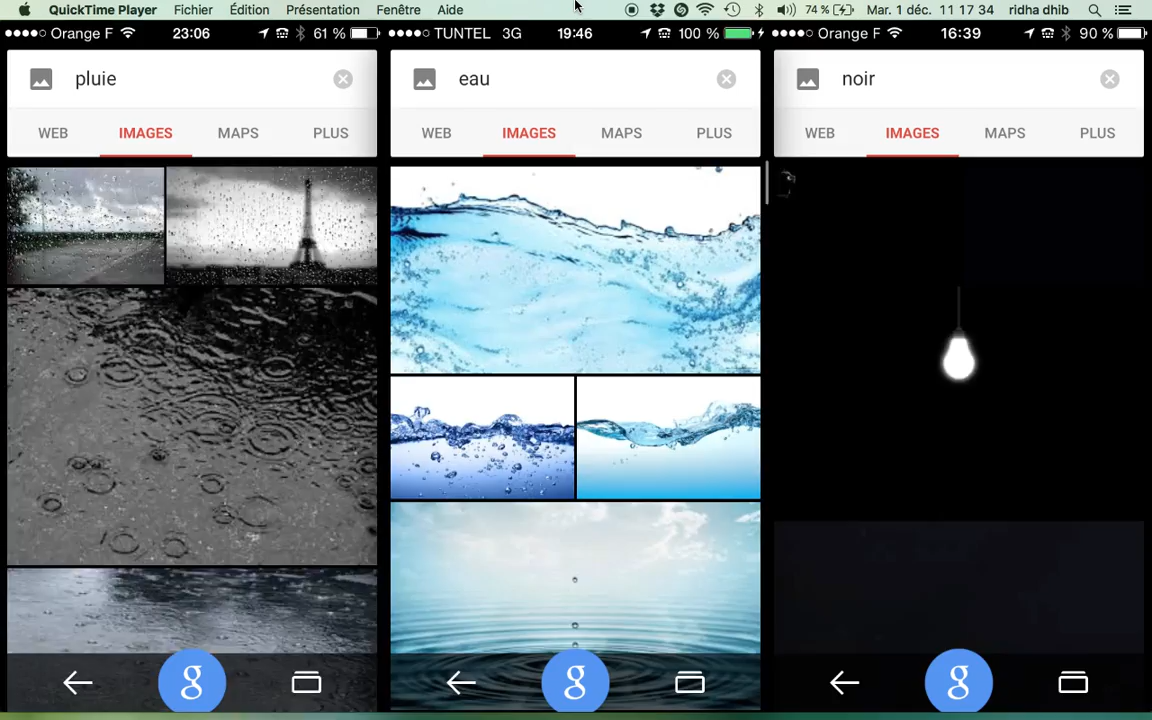 QuickTime Player Fichier Édition Présentation Fenêtre Aide 74 % Mar. 1 déc. 11 17 34 ridha dhib
Orange F 23:06 61 %
pluie
WEB IMAGES MAPS PLUS
g
TUNTEL 3G 19:46 100 %
eau
WEB IMAGES MAPS PLUS
g
Orange F 16:39 90 %
noir
WEB IMAGES MAPS PLUS
g